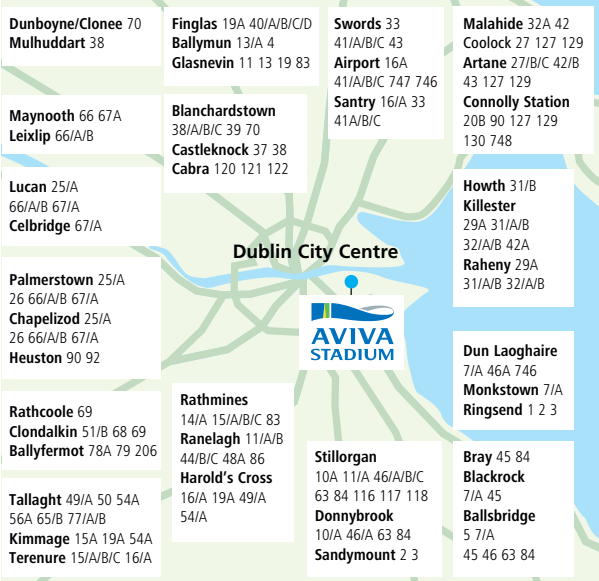 Dunboyne/Clonee 70
Mulhuddart 38
Finglas 19A 40/A/B/C/D
Ballymun 13/A 4
Glasnevin 11 13 19 83
Swords 33
41/A/B/C 43
Airport 16A
41/A/B/C 747 746
Santry 16/A 33
41A/B/C
Malahide 32A 42
Coolock 27 127 129
Artane 27/B/C 42/B
43 127 129
Connolly Station
20B 90 127 129
130 748
Maynooth 66 67A
Leixlip 66/A/B
Blanchardstown
38/A/B/C 39 70
Castleknock 37 38
Cabra 120 121 122
Lucan 25/A
66/A/B 67/A
Celbridge 67/A
Howth 31/B
Killester
29A 31/A/B
32/A/B 42A
Raheny 29A
31/A/B 32/A/B
Dublin City Centre
AVIVA
STADIUM
Palmerstown 25/A
26 66/A/B 67/A
Chapelizod 25/A
26 66/A/B 67/A
Heuston 90 92
Dun Laoghaire
7/A 46A 746
Monkstown 7/A
Ringsend 1 2 3
Rathcoole 69
Clondalkin 51/B 68 69
Ballyfermot 78A 79 206
Rathmines
14/A 15/A/B/C 83
Ranelagh 11/A/B
44/B/C 48A 86
Harold's Cross
16/A 19A 49/A
54/A
Tallaght 49/A 50 54A
56A 65/B 77/A/B
Kimmage 15A 19A 54A
Terenure 15/A/B/C 16/A
Stillorgan
10A 11/A 46/A/B/C
63 84 116 117 118
Donnybrook
10/A 46/A 63 84
Sandymount 2 3
Bray 45 84
Blackrock
7/A 45
Ballsbridge
5 7/A
45 46 63 84